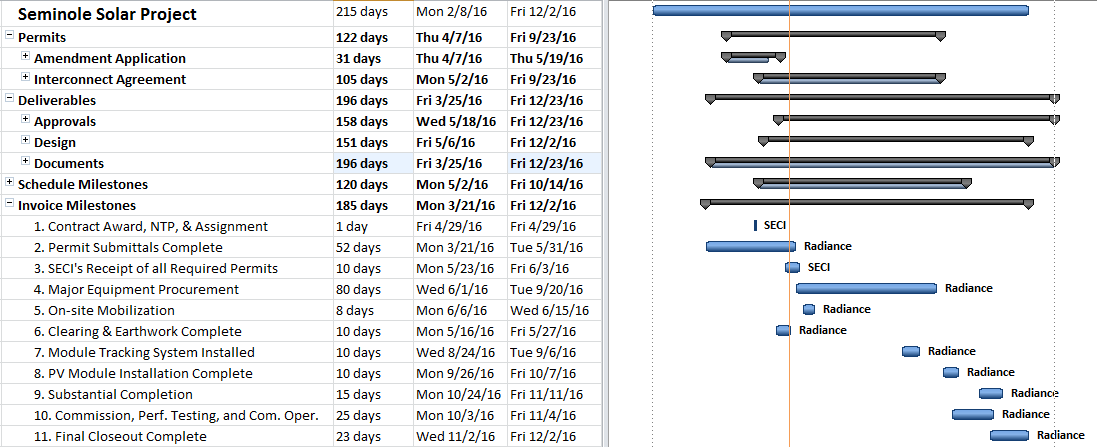 Seminole Solar Project 215 days Mon 2/8/16 Fri 12/2/16
Permits 122 days Thu 4/7/16 Fri 9/23/16
Amendment Application 31 days Thu 4/7/16 Thu 5/19/16
Interconnect Agreement 105 days Mon 5/2/16 Fri 9/23/16
Deliverables 196 days Fri 3/25/16 Fri 12/23/16
Approvals 158 days Wed 5/18/16 Fri 12/23/16
Design 151 days Fri 5/6/16 Fri 12/2/16
Documents 196 days Fri 3/25/16 Fri 12/23/16
Schedule Milestones 120 days Mon 5/2/16 Fri 10/14/16
Invoice Milestones 185 days Mon 3/21/16 Fri 12/2/16
1. Contract Award, NTP, & Assignment 1 day Fri 4/29/16 Fri 4/29/16 SECI
2. Permit Submittals Complete 52 days Mon 3/21/16 Tue 5/31/16 Radiance
3. SECI's Receipt of all Required Permits 10 days Mon 5/23/16 Fri 6/3/16 SECI
4. Major Equipment Procurement 80 days Wed 6/1/16 Tue 9/20/16 Radiance
5. On-site Mobilization 8 days Mon 6/6/16 Wed 6/15/16 Radiance
6. Clearing & Earthwork Complete 10 days Mon 5/16/16 Fri 5/27/16 Radiance
7. Module Tracking System Installed 10 days Wed 8/24/16 Tue 9/6/16 Radiance
8. PV Module Installation Complete 10 days Mon 9/26/16 Fri 10/7/16 Radiance
9. Substantial Completion 15 days Mon 10/24/16 Fri 11/11/16 Radiance
10. Commission, Perf. Testing, and Com. Oper. 25 days Mon 10/3/16 Fri 11/4/16 Radiance
11. Final Closeout Complete 23 days Wed 11/2/16 Fri 12/2/16 Radiance